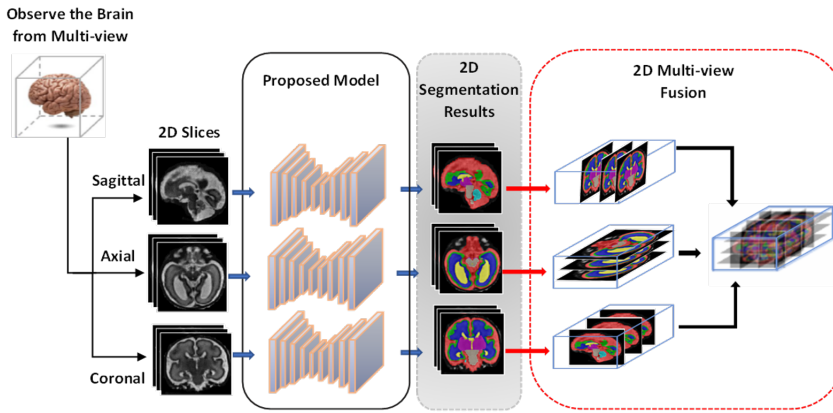 Observe the Brain
from Multi-view
2D Slices
Sagittal
Axial
Coronal
Proposed Model
2D
Segmentation
Results
2D Multi-view
Fusion